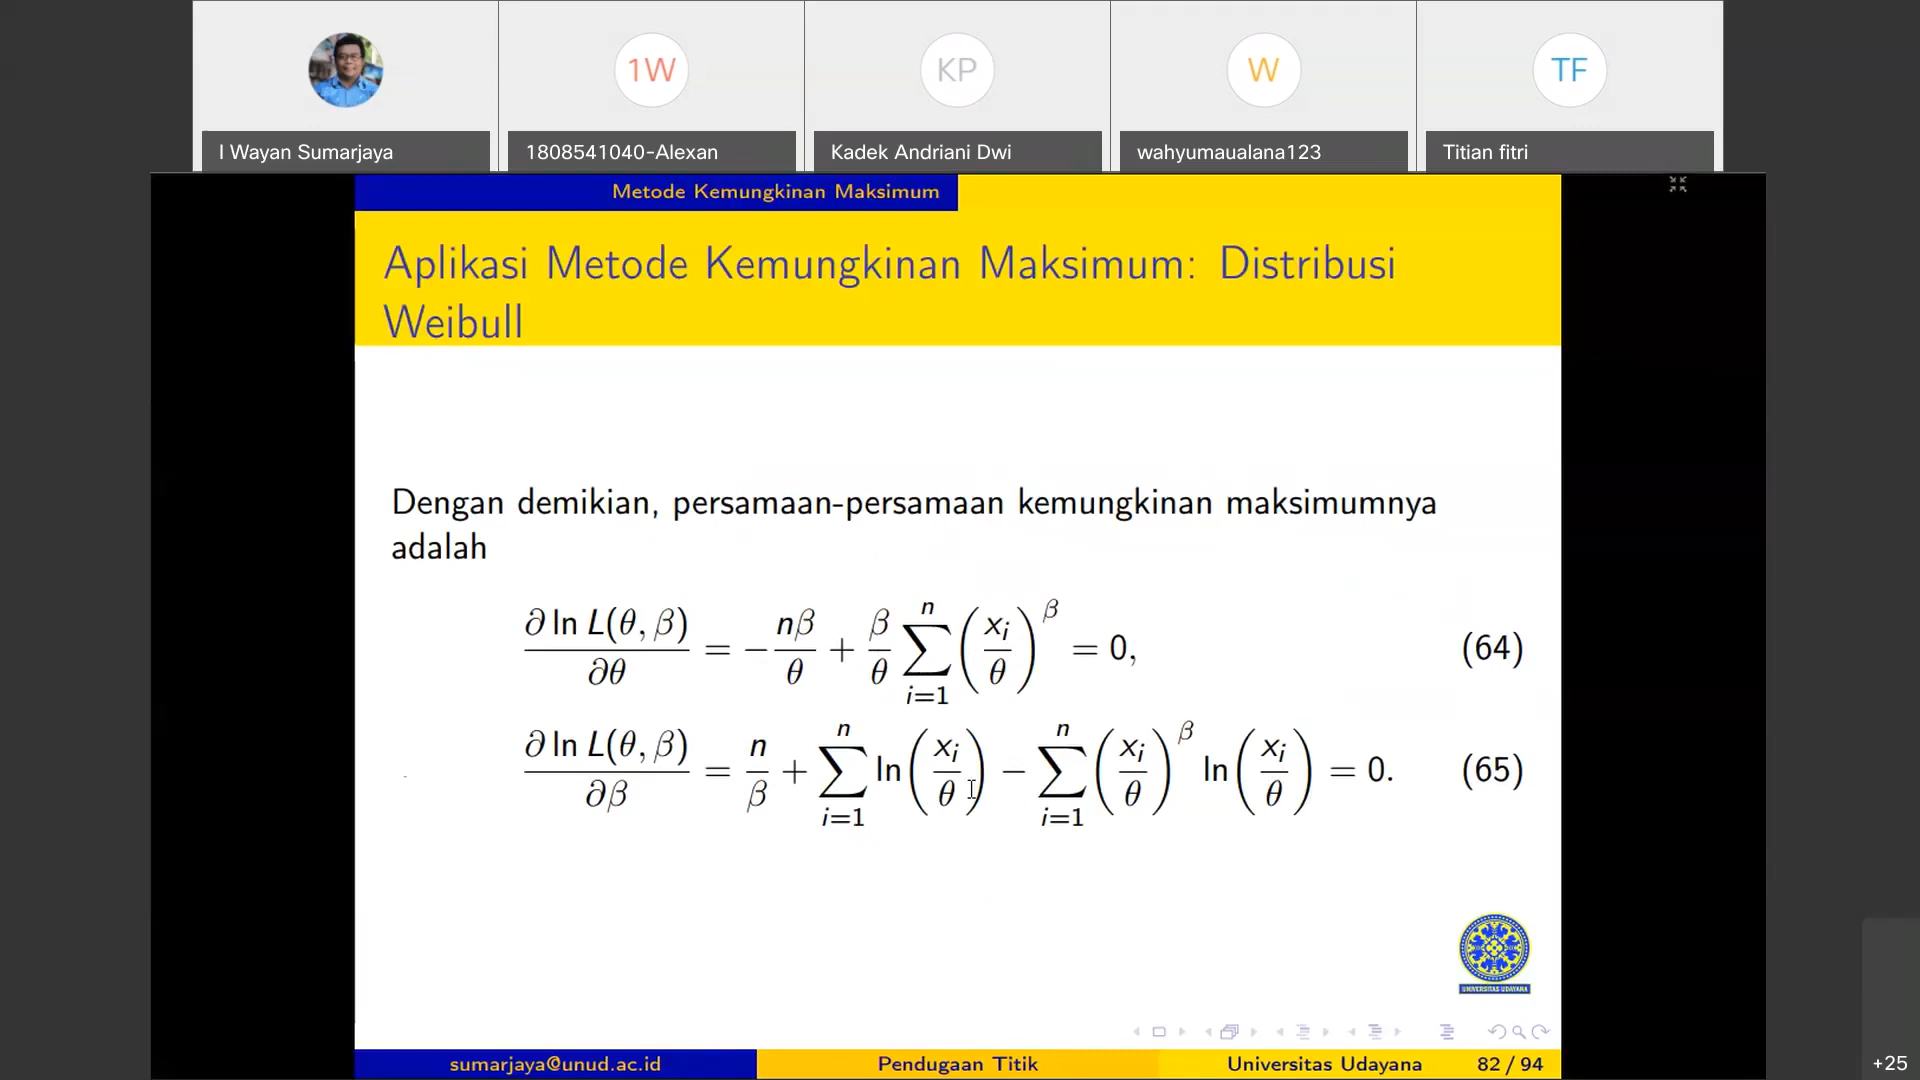 1W
KP
W
TF
I Wayan Sumarjaya
1808541040-Alexan
Kadek Andriani Dwi
wahyumaualana123
Titian fitri
Metode Kemungkinan Maksimum
Aplikasi Metode Kemungkinan Maksimum: Distribusi
Weibull
Dengan demikian, persamaan-persamaan kemungkinan maksimumnya
adalah
∂ ln L(θ, β)/∂θ = −nβ/θ + β/θ ∑_{i=1}^{n} (x_i/θ)^β = 0, (64)
∂ ln L(θ, β)/∂β = n/β + ∑_{i=1}^{n} ln(x_i/θ) − ∑_{i=1}^{n} (x_i/θ)^β ln(x_i/θ) = 0. (65)
UNIVERSITAS UDAYANA
sumarjaya@unud.ac.id
Pendugaan Titik
Universitas Udayana
82 / 94
+25